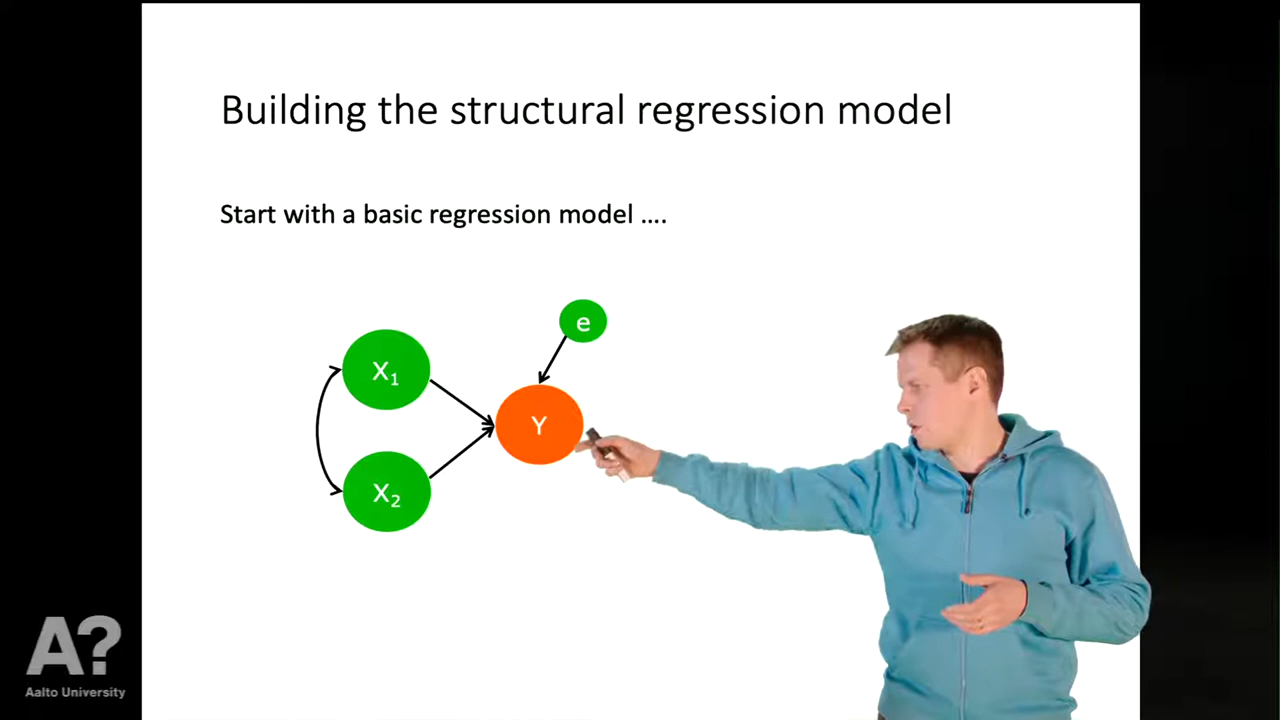 Building the structural regression model
Start with a basic regression model ....
e
X₁
Y
X₂
A?
Aalto University